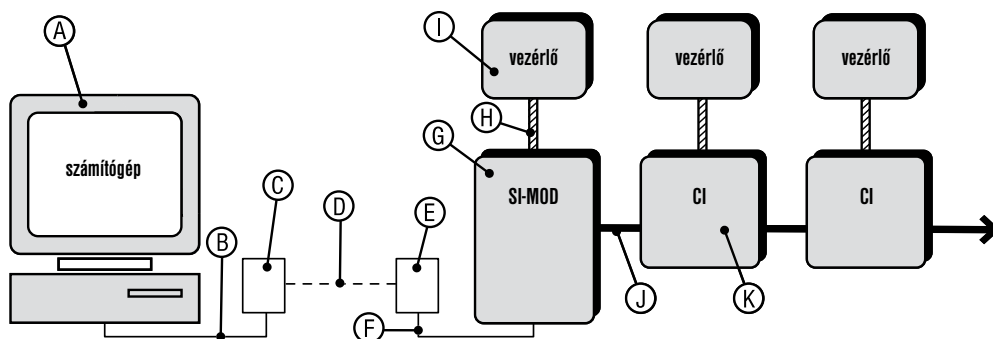 A
I
vezérlő
vezérlő
vezérlő
H
G
számítógép
C
D
E
SI-MOD
CI
CI
B
J
K
F